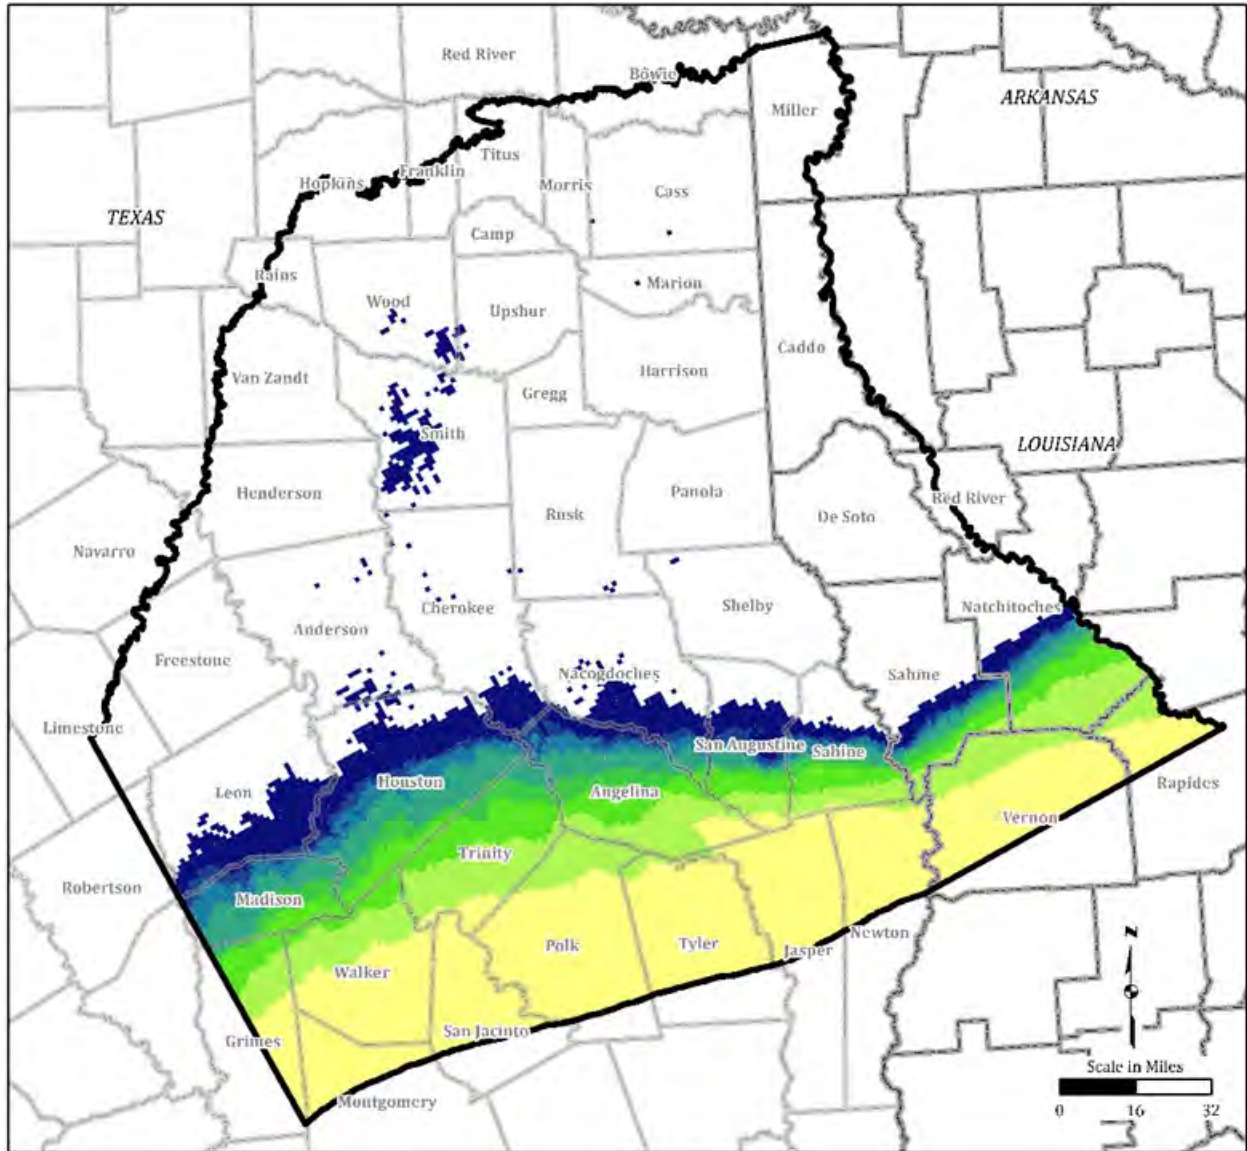 Red River
Bowie
ARKANSAS
Miller
Titus
Franklin
Hopkins
Morris
Cass
TEXAS
Camp
Rains
Marion
Wood
Upshur
Caddo
Harrison
Van Zandt
Gregg
Smith
LOUISIANA
Henderson
Panola
Red River
Rusk
De Soto
Navarro
Shelby
Natchitoches
Cherokee
Anderson
Freestone
Nacogdoches
Sabine
Limestone
San Augustine
Sabine
Houston
Rapides
Leon
Angelina
Vernon
Trinity
Robertson
Madison
Newton
Polk
Tyler
Jasper
Walker
N
San Jacinto
Grimes
Scale in Miles
Montgomery
0 16 32